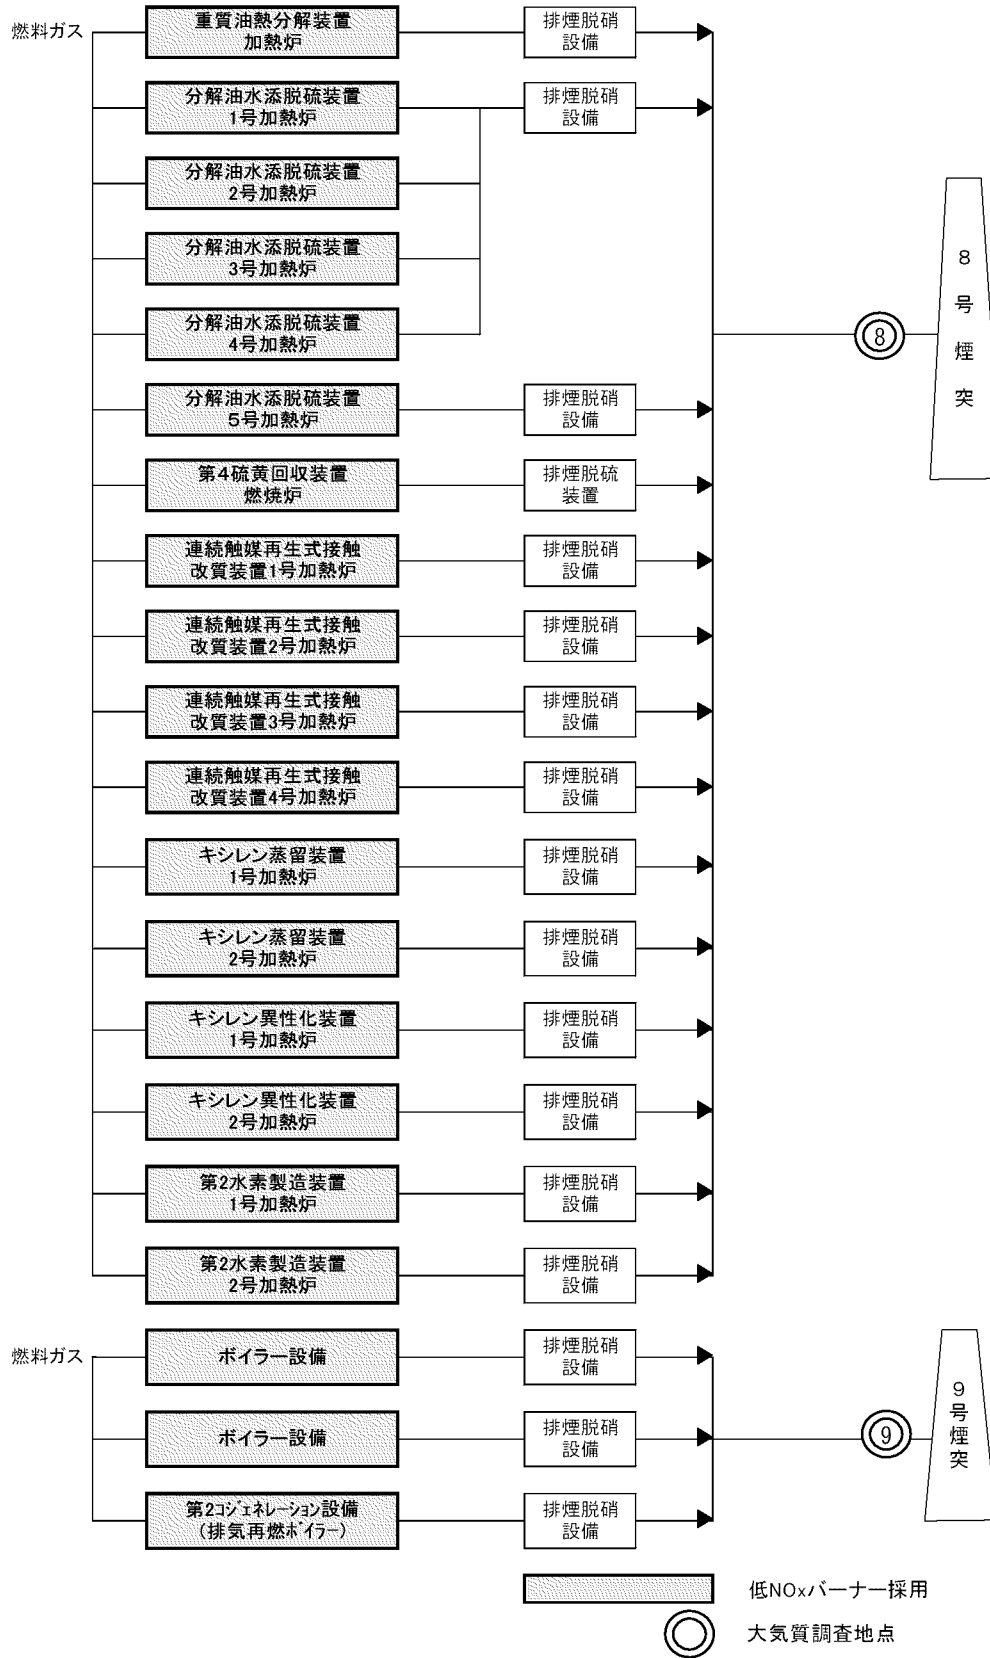 燃料ガス
重質油熱分解装置
加熱炉
排煙脱硝
設備
分解油水添脱硫装置
1号加熱炉
排煙脱硝
設備
分解油水添脱硫装置
2号加熱炉
分解油水添脱硫装置
3号加熱炉
分解油水添脱硫装置
4号加熱炉
分解油水添脱硫装置
5号加熱炉
排煙脱硝
設備
第4硫黄回収装置
燃焼炉
排煙脱硫
装置
連続触媒再生式接触
改質装置1号加熱炉
排煙脱硝
設備
連続触媒再生式接触
改質装置2号加熱炉
排煙脱硝
設備
連続触媒再生式接触
改質装置3号加熱炉
排煙脱硝
設備
連続触媒再生式接触
改質装置4号加熱炉
排煙脱硝
設備
キシレン蒸留装置
1号加熱炉
排煙脱硝
設備
キシレン蒸留装置
2号加熱炉
排煙脱硝
設備
キシレン異性化装置
1号加熱炉
排煙脱硝
設備
キシレン異性化装置
2号加熱炉
排煙脱硝
設備
第2水素製造装置
1号加熱炉
排煙脱硝
設備
第2水素製造装置
2号加熱炉
排煙脱硝
設備
8
8号煙突
燃料ガス
ボイラー設備
排煙脱硝
設備
ボイラー設備
排煙脱硝
設備
第2ｺｼﾞｪﾈﾚｰｼｮﾝ設備
(排気再燃ﾎﾞｲﾗｰ)
排煙脱硝
設備
9
9号煙突
低NOxバーナー採用
大気質調査地点